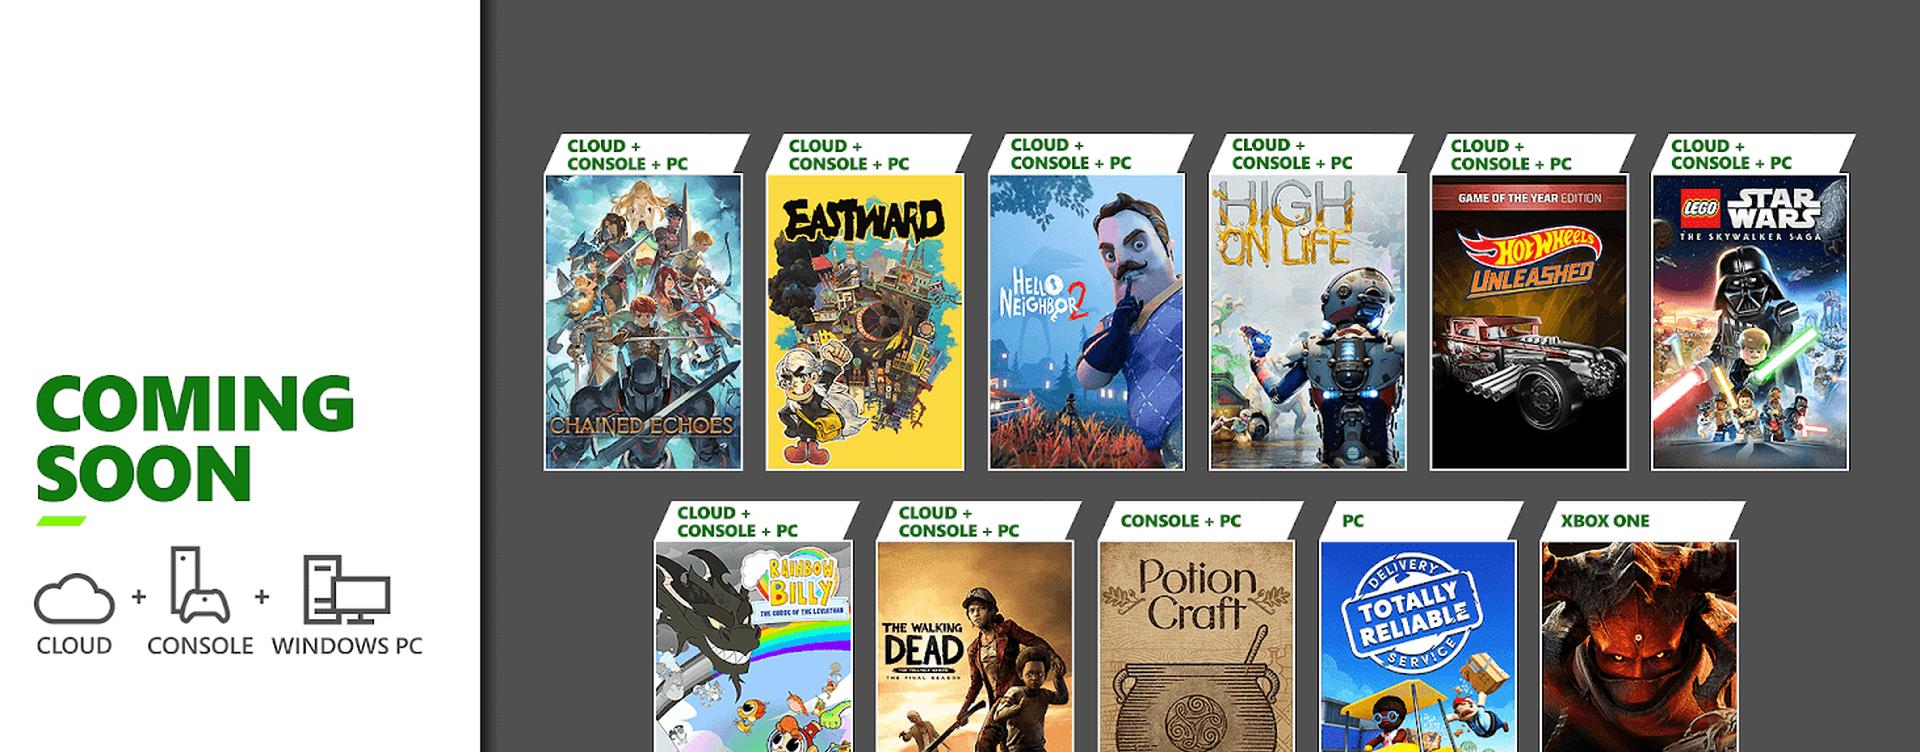 COMING
SOON
CLOUD + CONSOLE + WINDOWS PC
CLOUD +
CONSOLE + PC
CHAINED ECHOES
CLOUD +
CONSOLE + PC
EASTWARD
CLOUD +
CONSOLE + PC
HELLO
NEIGHBOR 2
CLOUD +
CONSOLE + PC
HIGH
ON LIFE
CLOUD +
CONSOLE + PC
GAME OF THE YEAR EDITION
HOT WHEELS
UNLEASHED
CLOUD +
CONSOLE + PC
LEGO STAR
WARS
THE SKYWALKER SAGA
CLOUD +
CONSOLE + PC
RAINBOW
BILLY
THE CURSE OF THE LEVIATHAN
CLOUD +
CONSOLE + PC
THE WALKING
DEAD
THE TELLTALE SERIES
THE FINAL SEASON
CONSOLE + PC
Potion
Craft
PC
DELIVERY
TOTALLY
RELIABLE
SERVICE
XBOX ONE